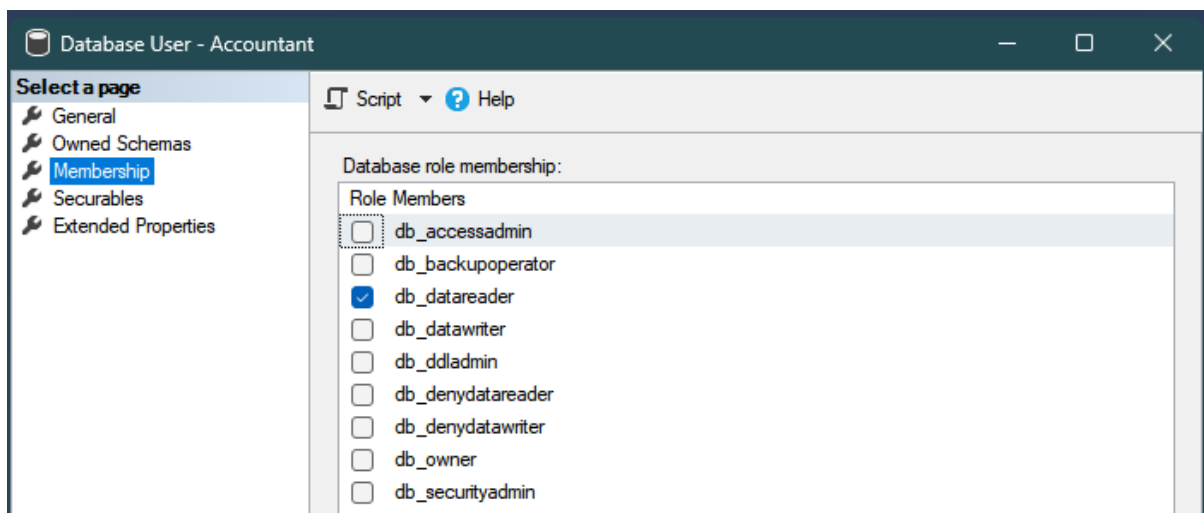 Database User - Accountant
Select a page
General
Owned Schemas
Membership
Securables
Extended Properties
Script
Help
Database role membership:
Role Members
db_accessadmin
db_backupoperator
db_datareader
db_datawriter
db_ddladmin
db_denydatareader
db_denydatawriter
db_owner
db_securityadmin